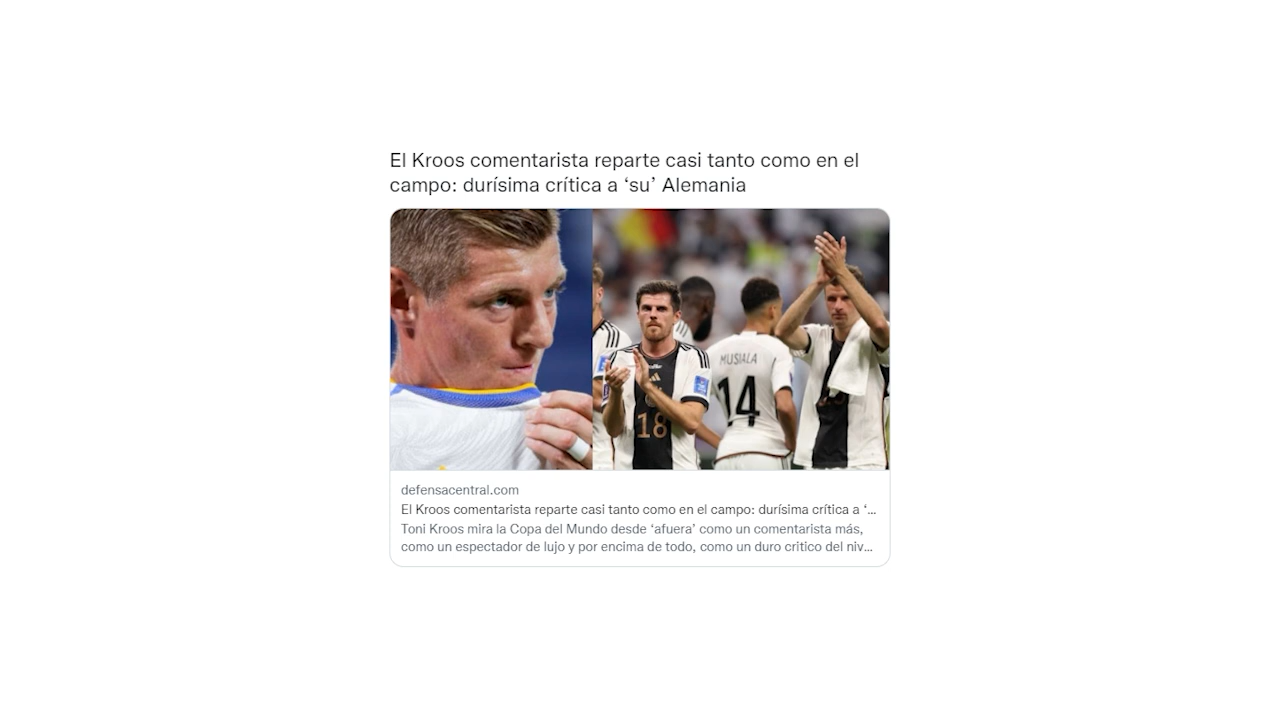 El Kroos comentarista reparte casi tanto como en el
campo: durísima crítica a ‘su’ Alemania
MUSIALA
14
18
defensacentral.com
El Kroos comentarista reparte casi tanto como en el campo: durísima crítica a ‘...
Toni Kroos mira la Copa del Mundo desde ‘afuera’ como un comentarista más,
como un espectador de lujo y por encima de todo, como un duro critico del niv...